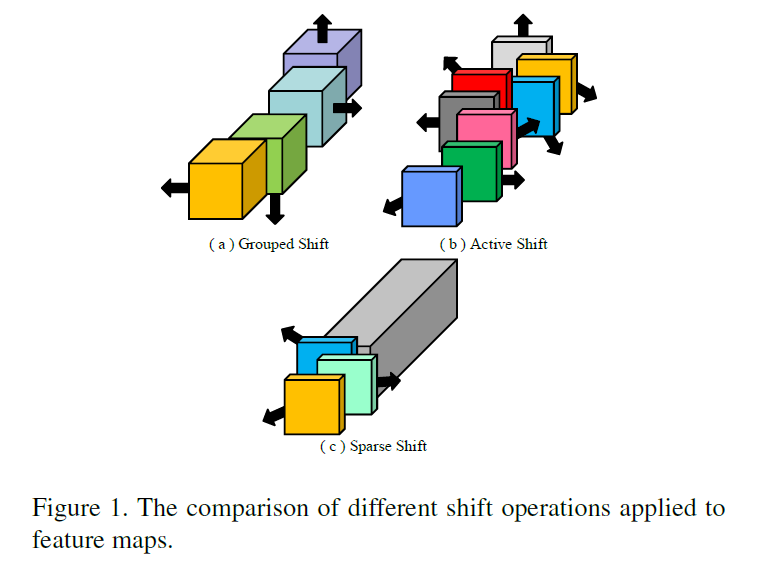 ( a ) Grouped Shift
( b ) Active Shift
( c ) Sparse Shift
Figure 1. The comparison of different shift operations applied to
feature maps.